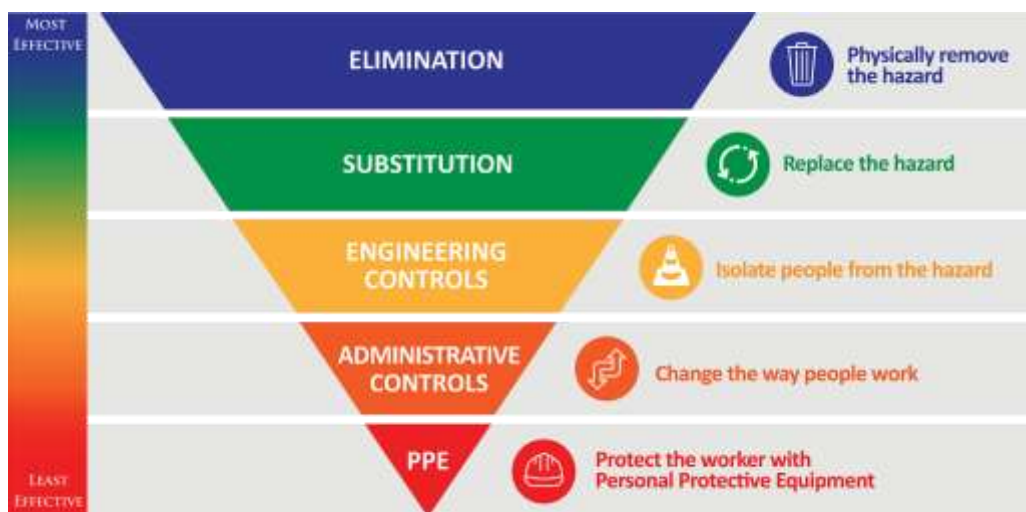 MOST
EFFECTIVE
ELIMINATION
Physically remove
the hazard
SUBSTITUTION
Replace the hazard
ENGINEERING
CONTROLS
Isolate people from the hazard
ADMINISTRATIVE
CONTROLS
Change the way people work
PPE
Protect the worker with
Personal Protective Equipment
LEAST
EFFECTIVE